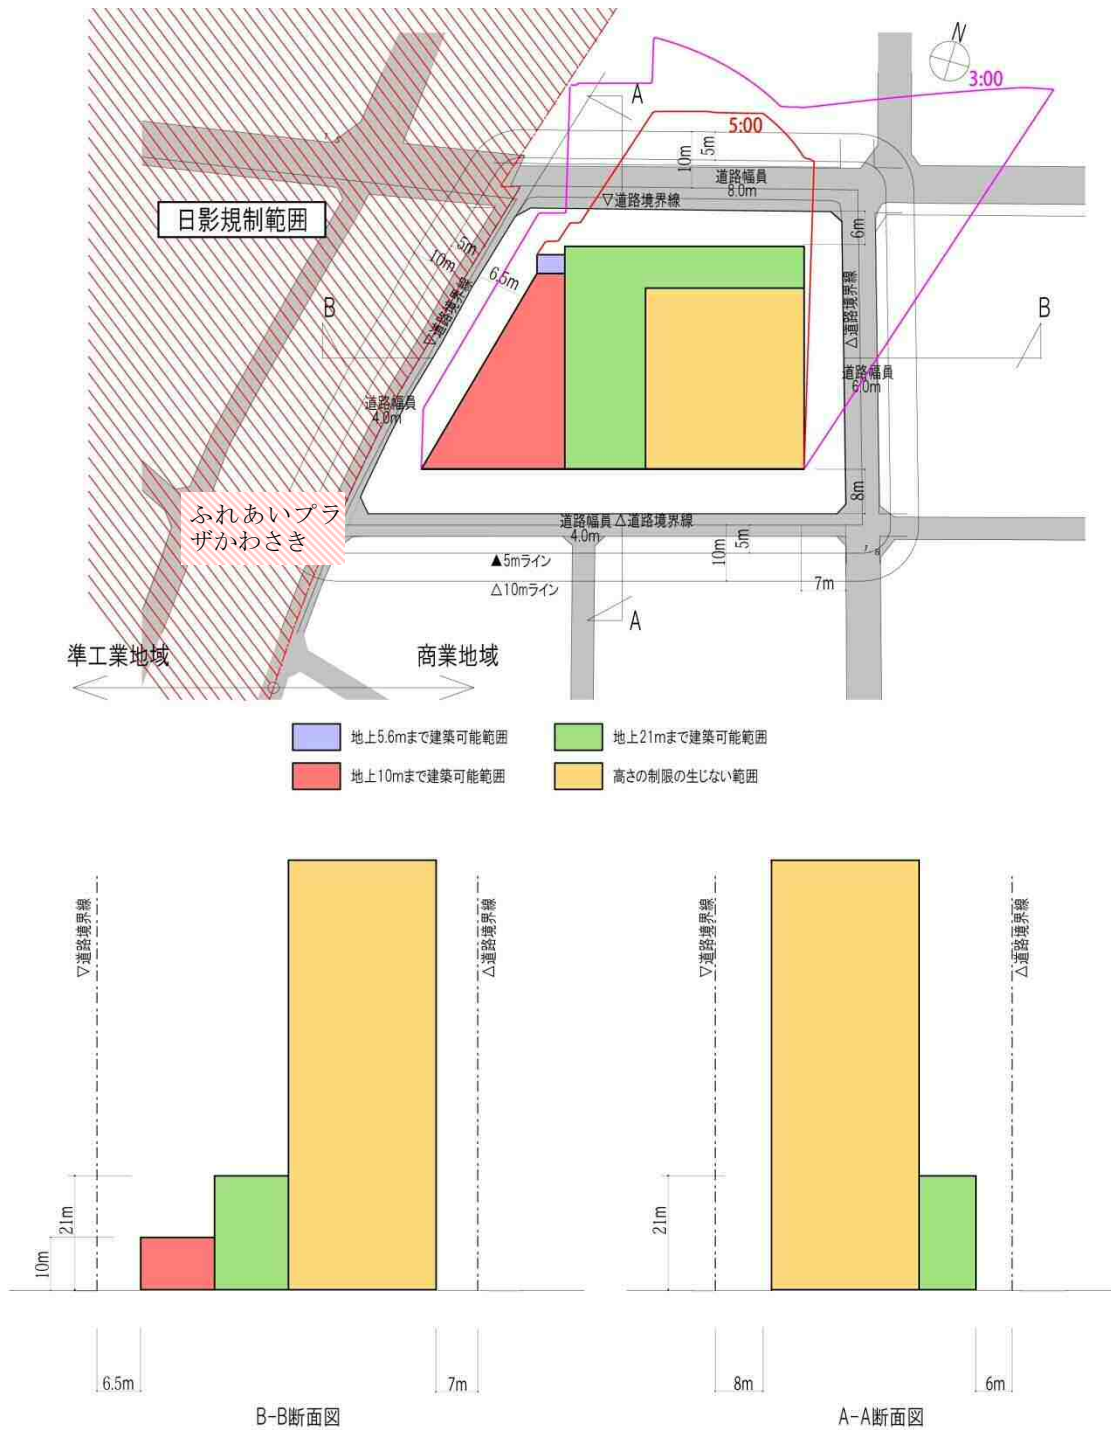 N
A
3:00
5:00
10m
5m
道路幅員
8.0m
▽道路境界線
日影規制範囲
6m
5m
10m
6.5m
▽道路境界線
△道路境界線
B
B
道路幅員
4.0m
道路幅員
6.0m
8m
ふれあいプラ
ザかわさき
道路幅員
4.0m
△道路境界線
10m
5m
▲5mライン
△10mライン
7m
A
準工業地域
商業地域
地上5.6mまで建築可能範囲
地上21mまで建築可能範囲
地上10mまで建築可能範囲
高さの制限の生じない範囲
▽道路境界線
△道路境界線
▽道路境界線
△道路境界線
21m
10m
21m
6.5m
7m
8m
6m
B-B断面図
A-A断面図